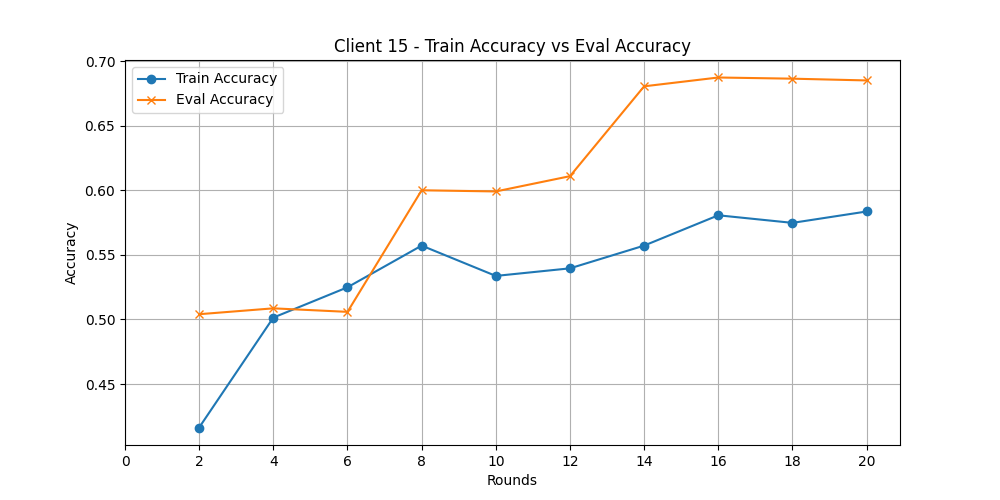 Client 15 - Train Accuracy vs Eval Accuracy
Train Accuracy
Eval Accuracy
Accuracy
0.70
0.65
0.60
0.55
0.50
0.45
0 2 4 6 8 10 12 14 16 18 20
Rounds